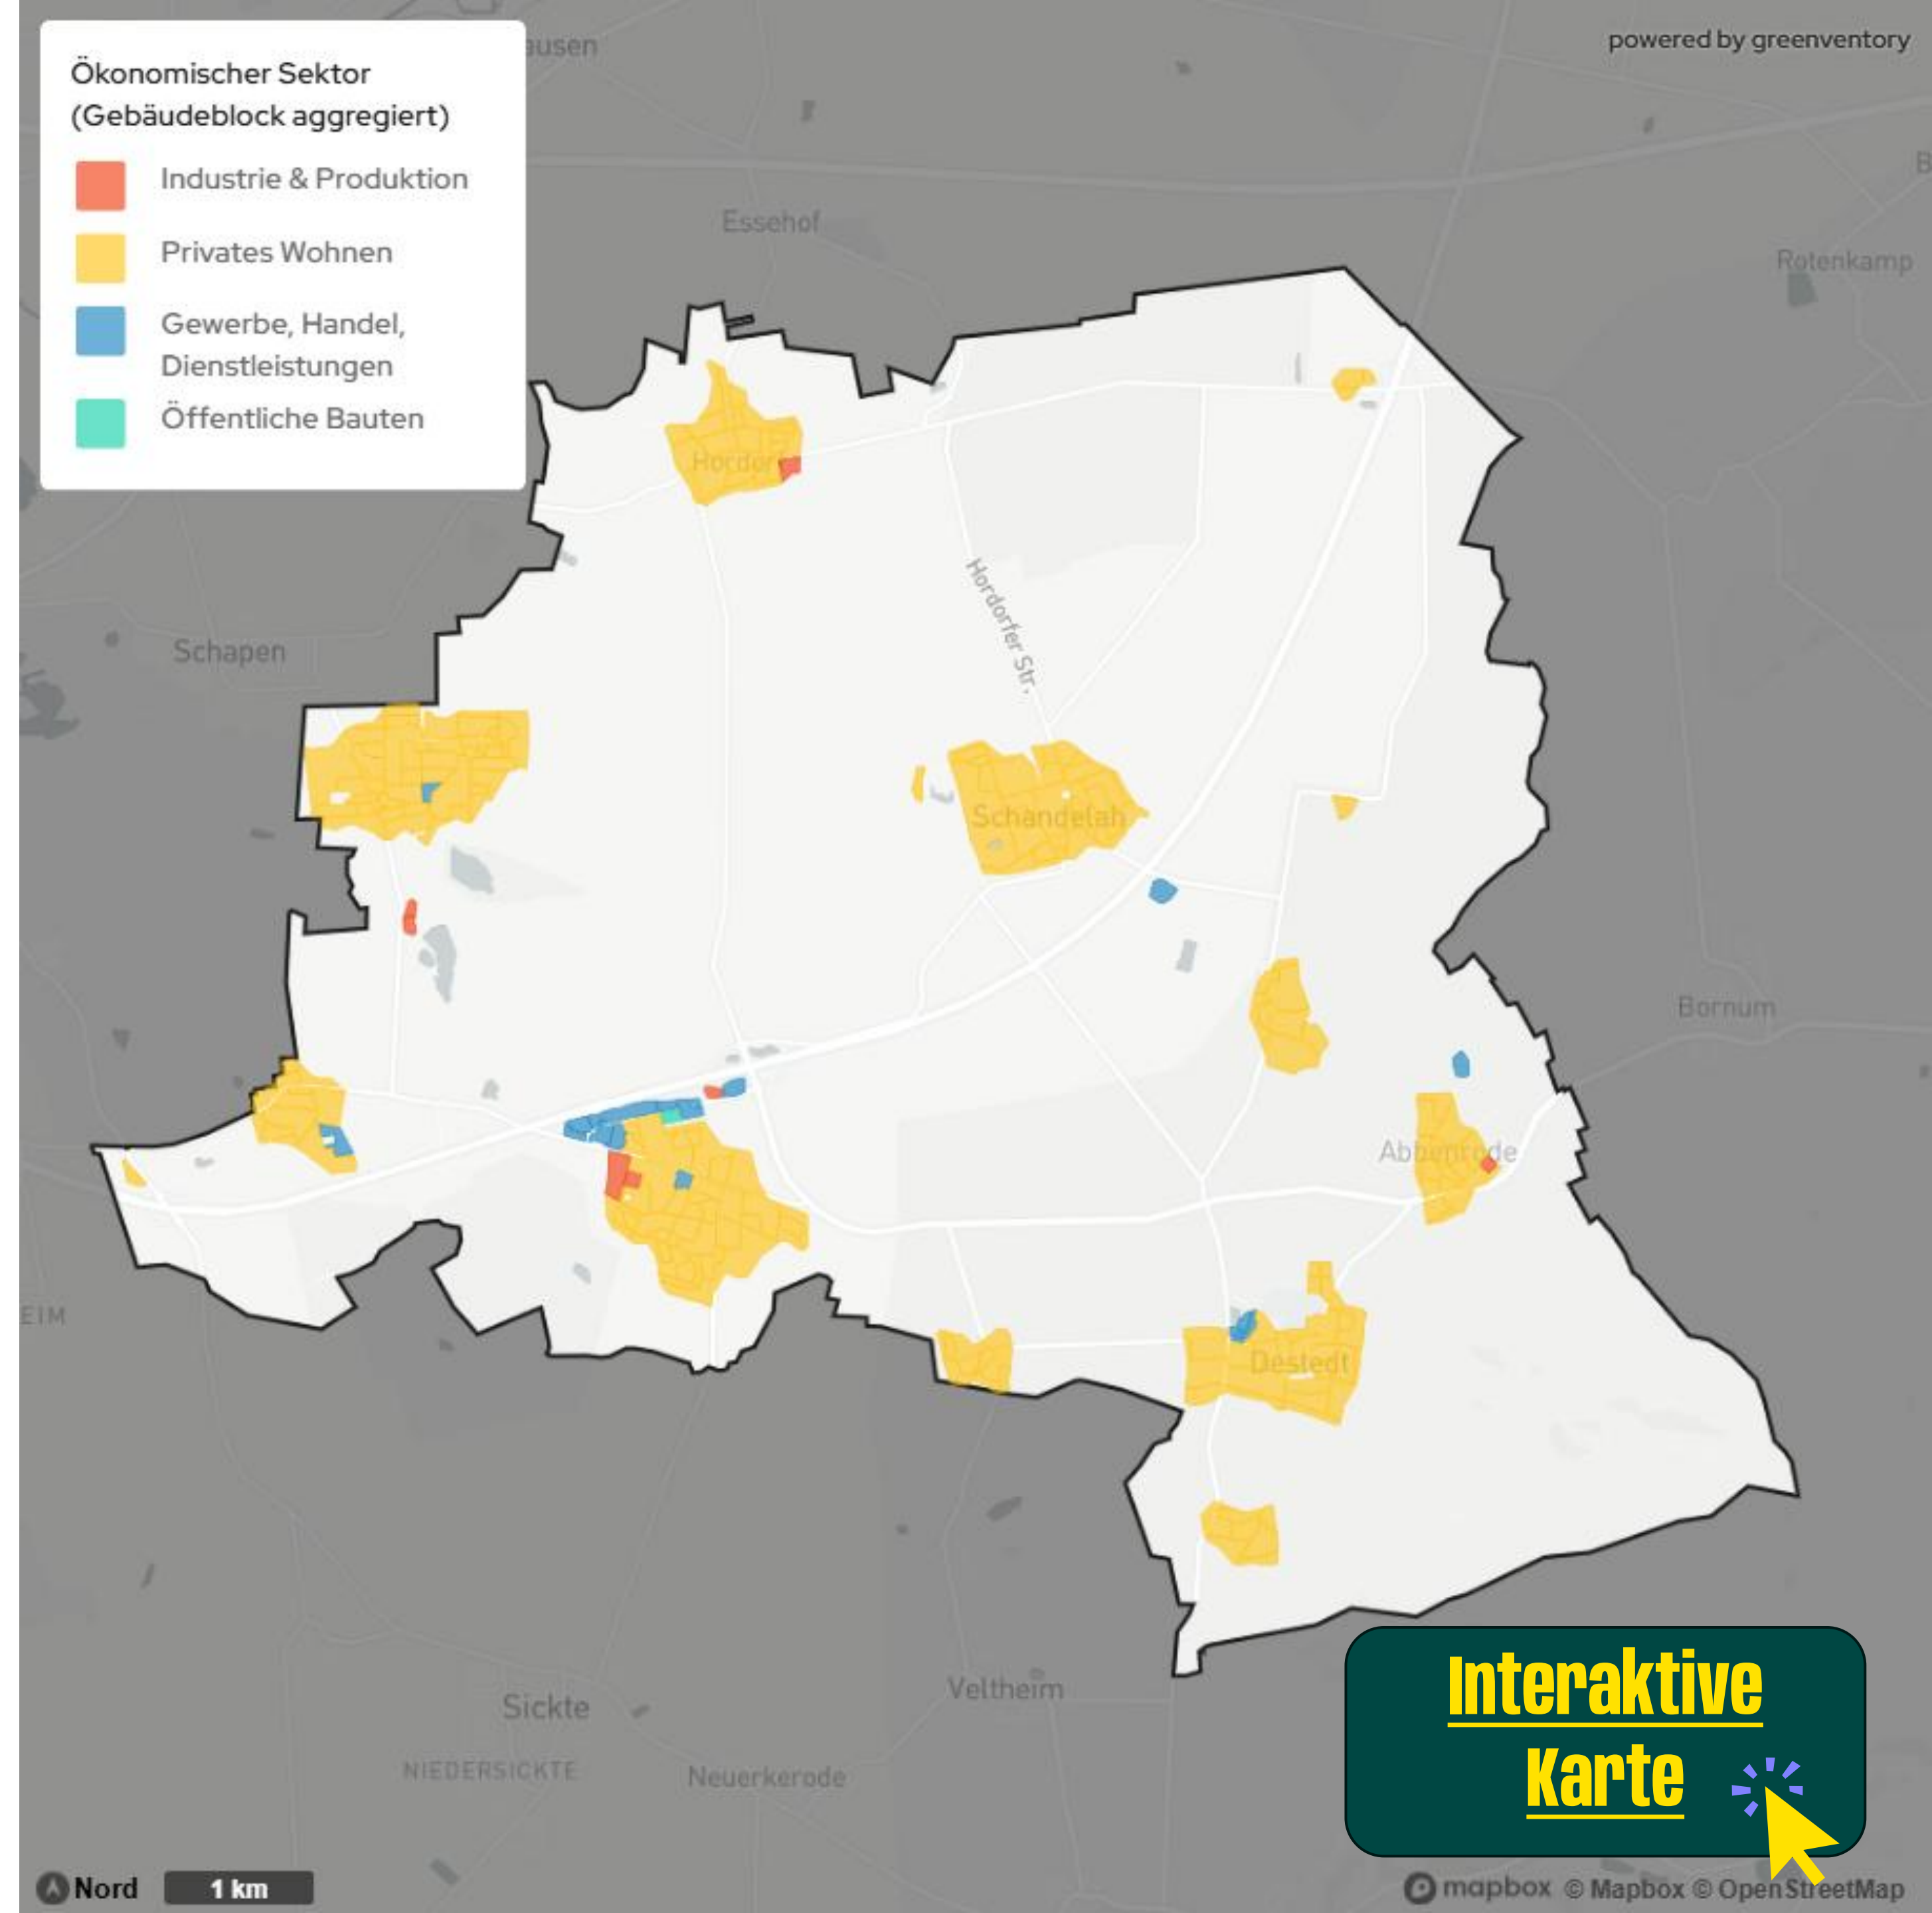 Ökonomischer Sektor
(Gebäudeblock aggregiert)
Industrie & Produktion
Privates Wohnen
Gewerbe, Handel,
Dienstleistungen
Öffentliche Bauten
powered by greenventory
ausen
Essehof
Rotenkamp
B
Hordorf
Hordorfer Str.
Schapen
Schandelah
Bornum
Abbenrode
EIM
Destedt
Veltheim
Sickte
NIEDERSICKTE
Neuerkerode
Interaktive
Karte
Nord
1 km
mapbox © Mapbox © OpenStreetMap